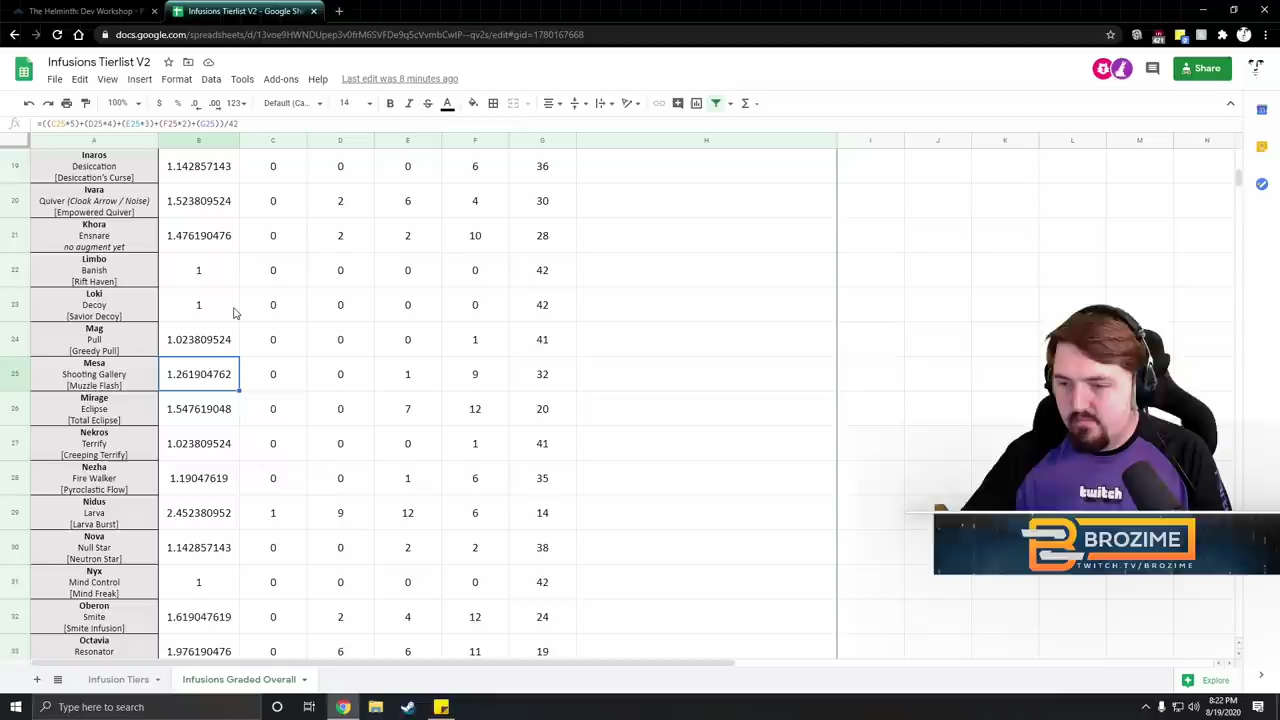 The Helminth: Dev Workshop - P
Infusions Tierlist V2 - Google She
docs.google.com/spreadsheets/d/13voe9HWNDUpep3v0frM6SVFDe9q5cVvmbCwIP--qv2s/edit#gid=1780167668
Infusions Tierlist V2
File Edit View Insert Format Data Tools Add-ons Help Last edit was 8 minutes ago
Share
100% $ % .0 .00 123 Default (Ca... 14 B I S A
fx =((C25*5)+(D25*4)+(E25*3)+(F25*2)+(G25))/42
A B C D E F G H I J K L M N
19 Inaros
Desiccation 1.142857143 0 0 0 6 36
[Desiccation's Curse]
20 Ivara
Quiver (Cloak Arrow / Noise) 1.523809524 0 2 6 4 30
[Empowered Quiver]
21 Khora
Ensnare 1.476190476 0 2 2 10 28
no augment yet
22 Limbo
Banish 1 0 0 0 0 42
[Rift Haven]
23 Loki
Decoy 1 0 0 0 0 42
[Savior Decoy]
24 Mag
Pull 1.023809524 0 0 0 1 41
[Greedy Pull]
25 Mesa
Shooting Gallery 1.261904762 0 0 1 9 32
[Muzzle Flash]
26 Mirage
Eclipse 1.547619048 0 0 7 12 20
[Total Eclipse]
27 Nekros
Terrify 1.023809524 0 0 0 1 41
[Creeping Terrify]
28 Nezha
Fire Walker 1.19047619 0 0 1 6 35
[Pyroclastic Flow]
29 Nidus
Larva 2.452380952 1 9 12 6 14
[Larva Burst]
30 Nova
Null Star 1.142857143 0 0 2 2 38
[Neutron Star]
31 Nyx
Mind Control 1 0 0 0 0 42
[Mind Freak]
32 Oberon
Smite 1.619047619 0 2 4 12 24
[Smite Infusion]
33 Octavia
Resonator 1.976190476 0 6 6 11 19
twitch
BROZIME
TWITCH.TV/BROZIME
Infusion Tiers Infusions Graded Overall Explore
Type here to search
8:22 PM
8/19/2020